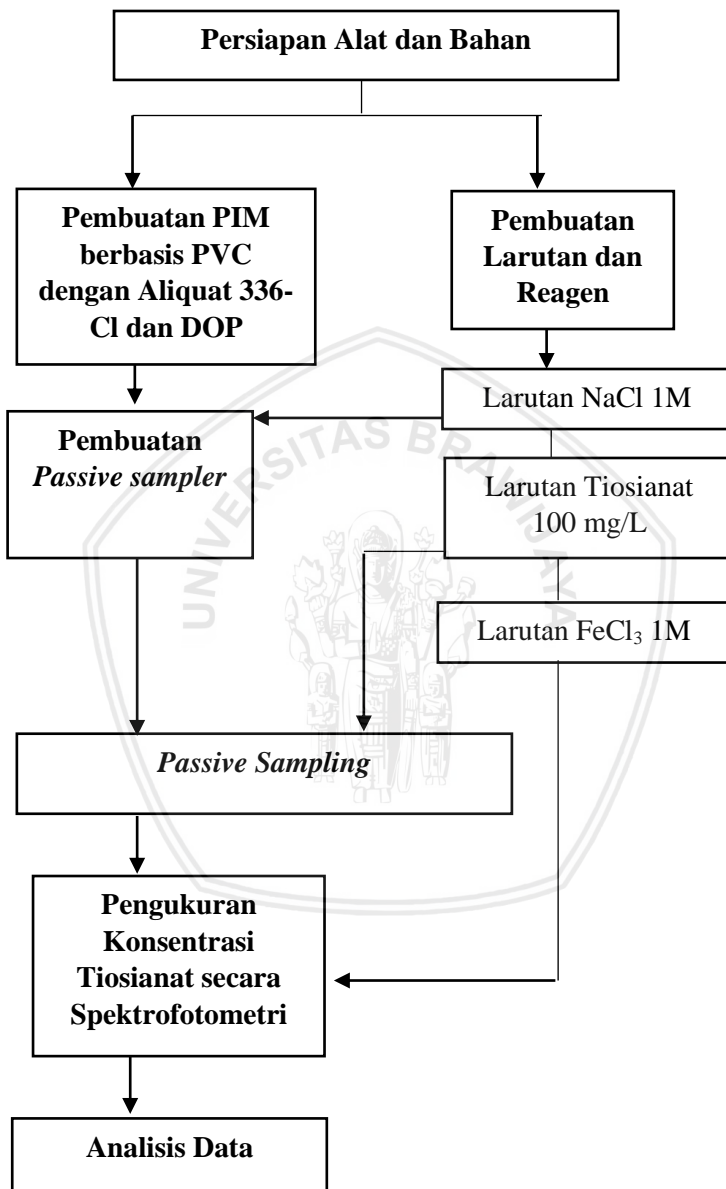 Persiapan Alat dan Bahan
Pembuatan PIM
berbasis PVC
dengan Aliquat 336-
Cl dan DOP
Pembuatan
Larutan dan
Reagen
Larutan NaCl 1M
Pembuatan
Passive sampler
Larutan Tiosianat
100 mg/L
Larutan FeCl₃ 1M
Passive Sampling
Pengukuran
Konsentrasi
Tiosianat secara
Spektrofotometri
Analisis Data
UNIVERSITAS BRAWIJAYA